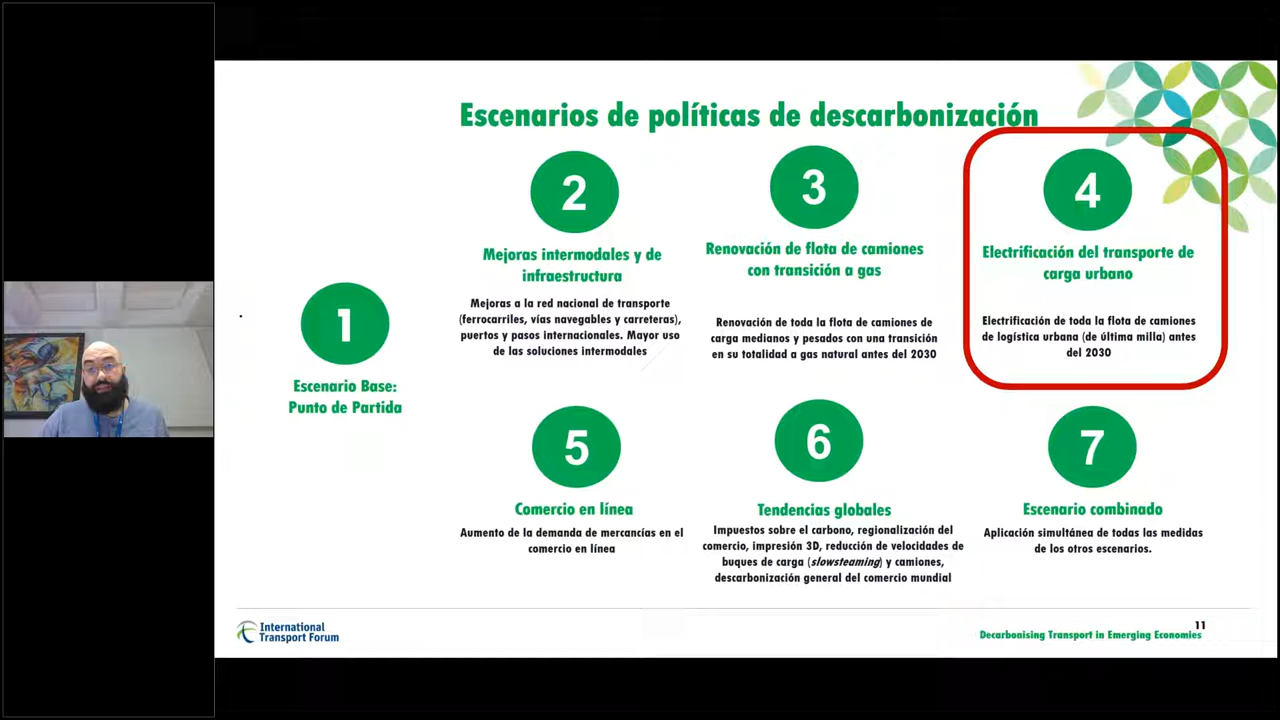 Escenarios de políticas de descarbonización
1
Escenario Base:
Punto de Partida
2
Mejoras intermodales y de
infraestructura
Mejoras a la red nacional de transporte
(ferrocarriles, vías navegables y carreteras),
puertos y pasos internacionales. Mayor uso
de las soluciones intermodales
3
Renovación de flota de camiones
con transición a gas
Renovación de toda la flota de camiones de
carga medianos y pesados con una transición
en su totalidad a gas natural antes del 2030
4
Electrificación del transporte de
carga urbano
Electrificación de toda la flota de camiones
de logística urbana (de última milla) antes
del 2030
5
Comercio en línea
Aumento de la demanda de mercancías en el
comercio en línea
6
Tendencias globales
Impuestos sobre el carbono, regionalización del
comercio, impresión 3D, reducción de velocidades de
buques de carga (slowsteaming) y camiones,
descarbonización general del comercio mundial
7
Escenario combinado
Aplicación simultánea de todas las medidas
de los otros escenarios.
International
Transport Forum
11
Decarbonising Transport in Emerging Economies